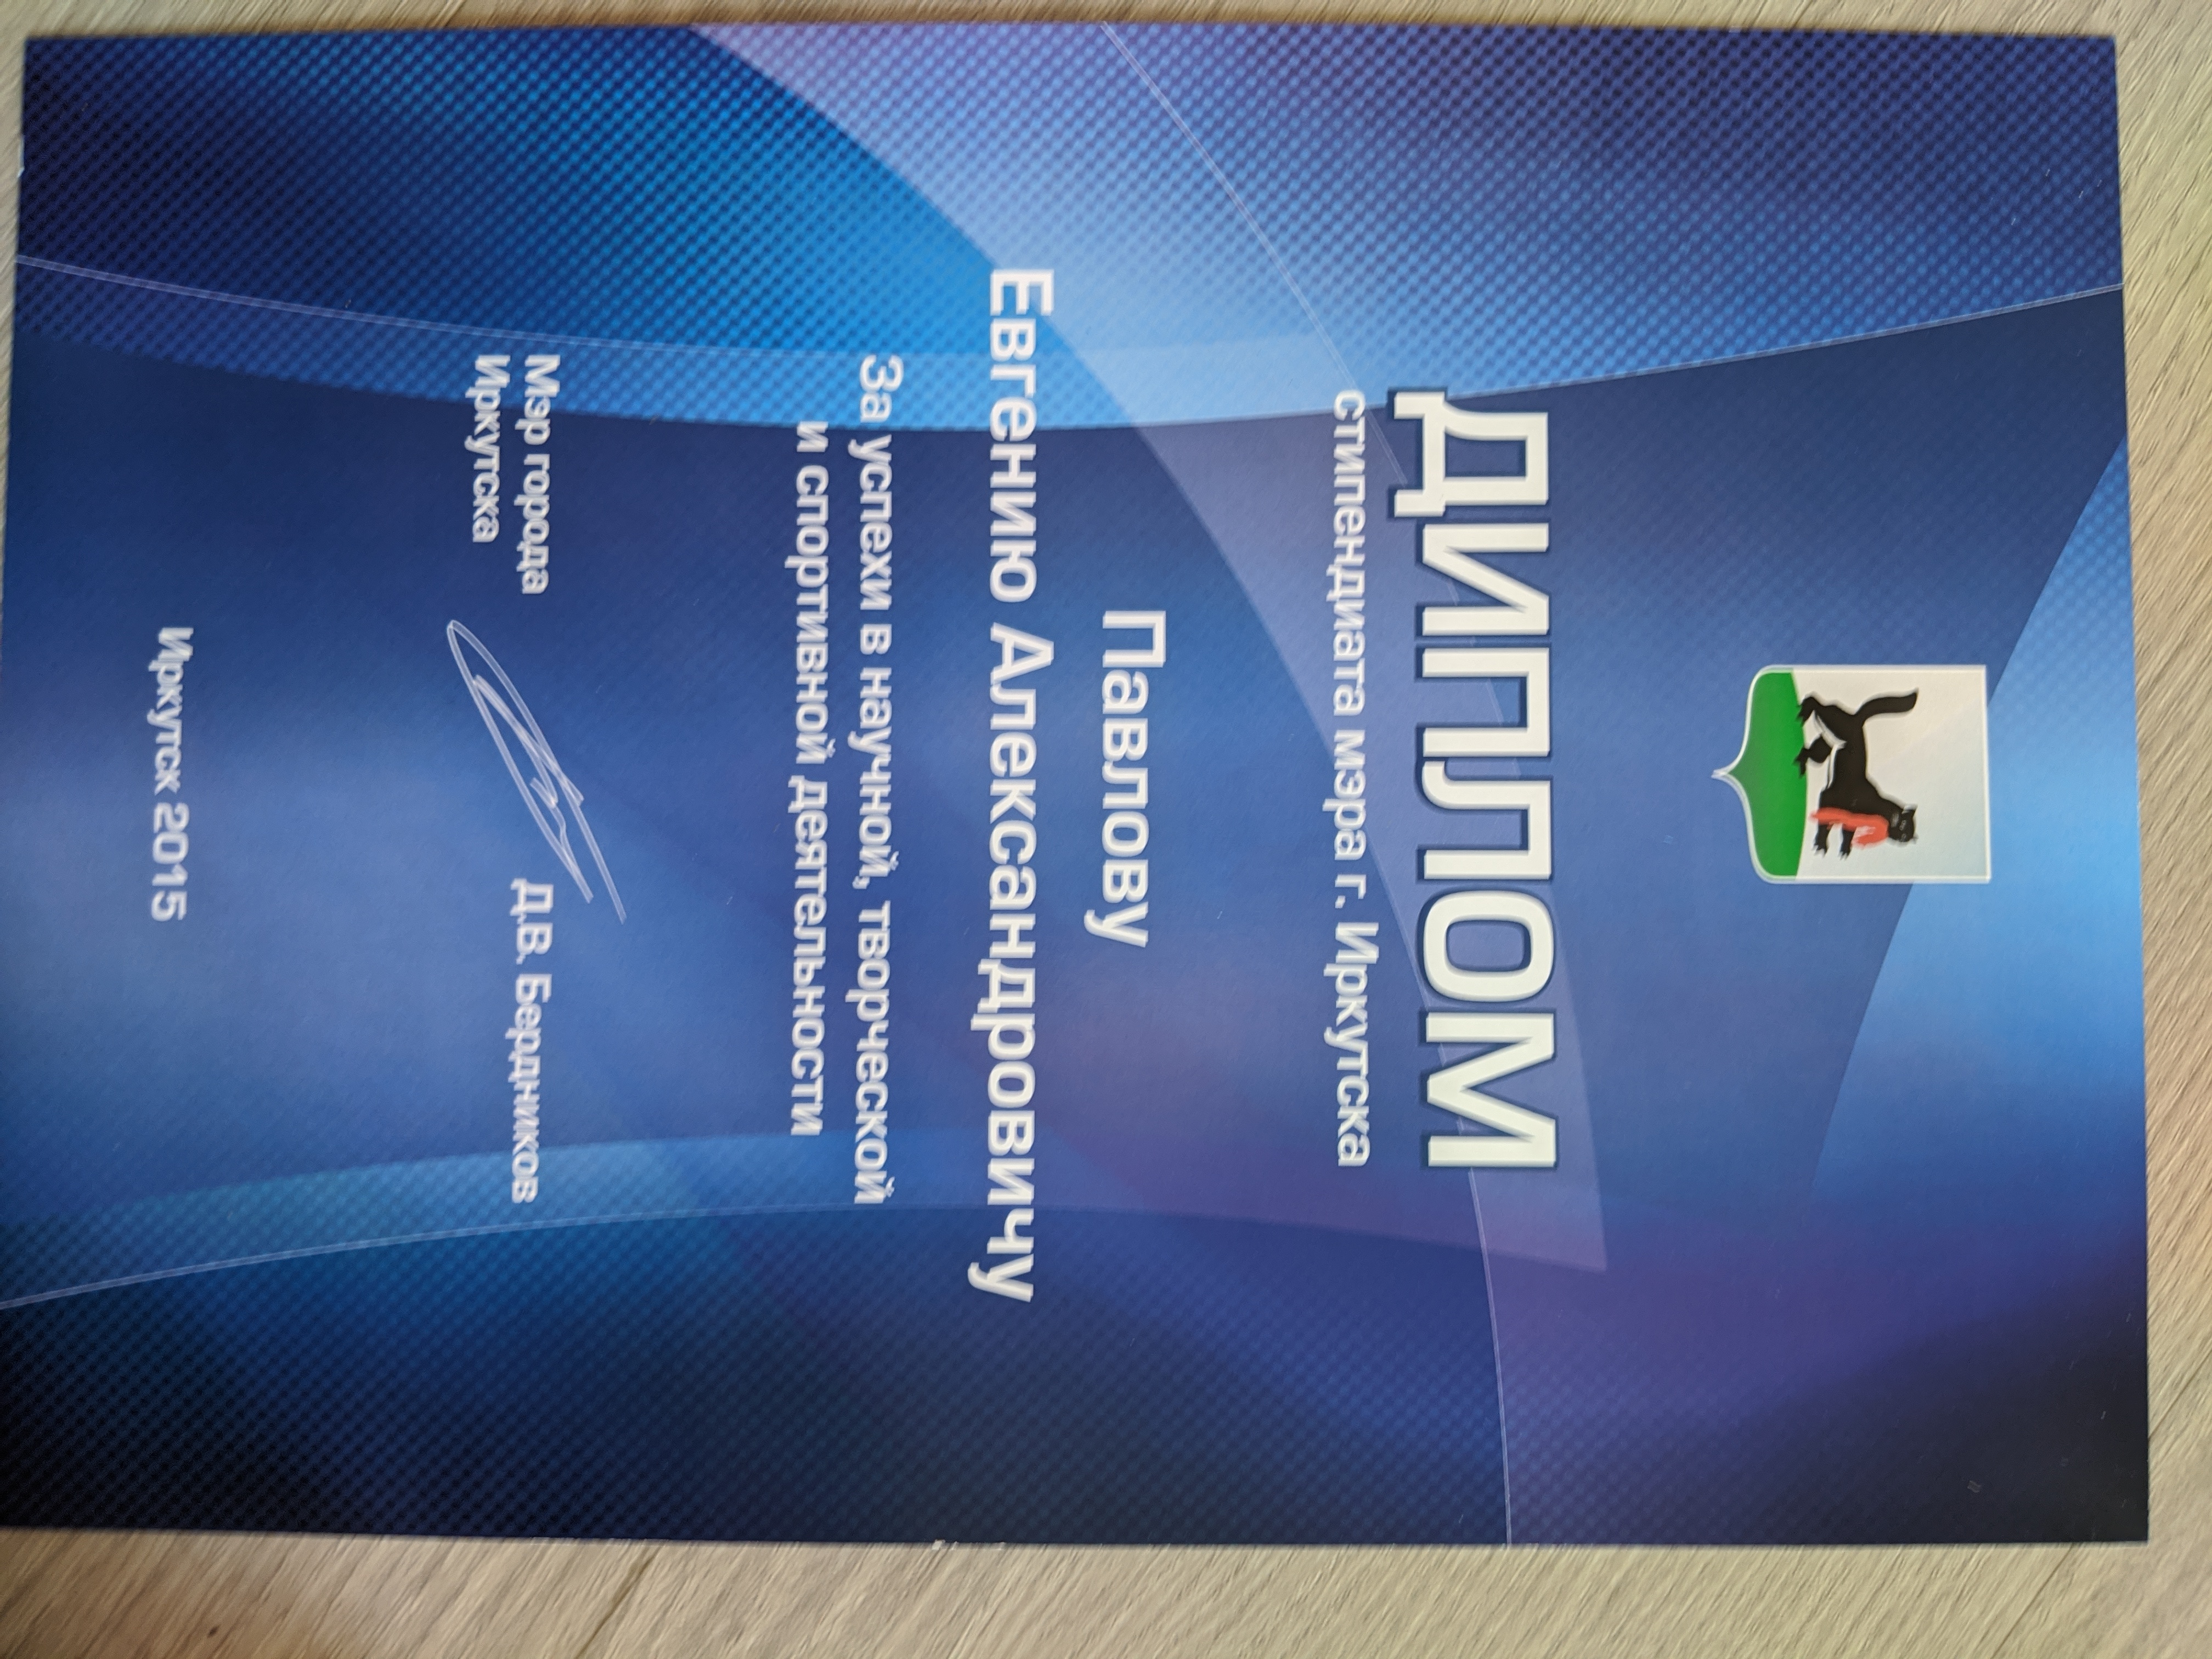 ДИПЛОМ
стипендиата мэра г. Иркутска
Павлову
Евгению Александровичу
За успехи в научной, творческой
и спортивной деятельности
Мэр города
Иркутска
Д.В. Бердников
Иркутск 2015